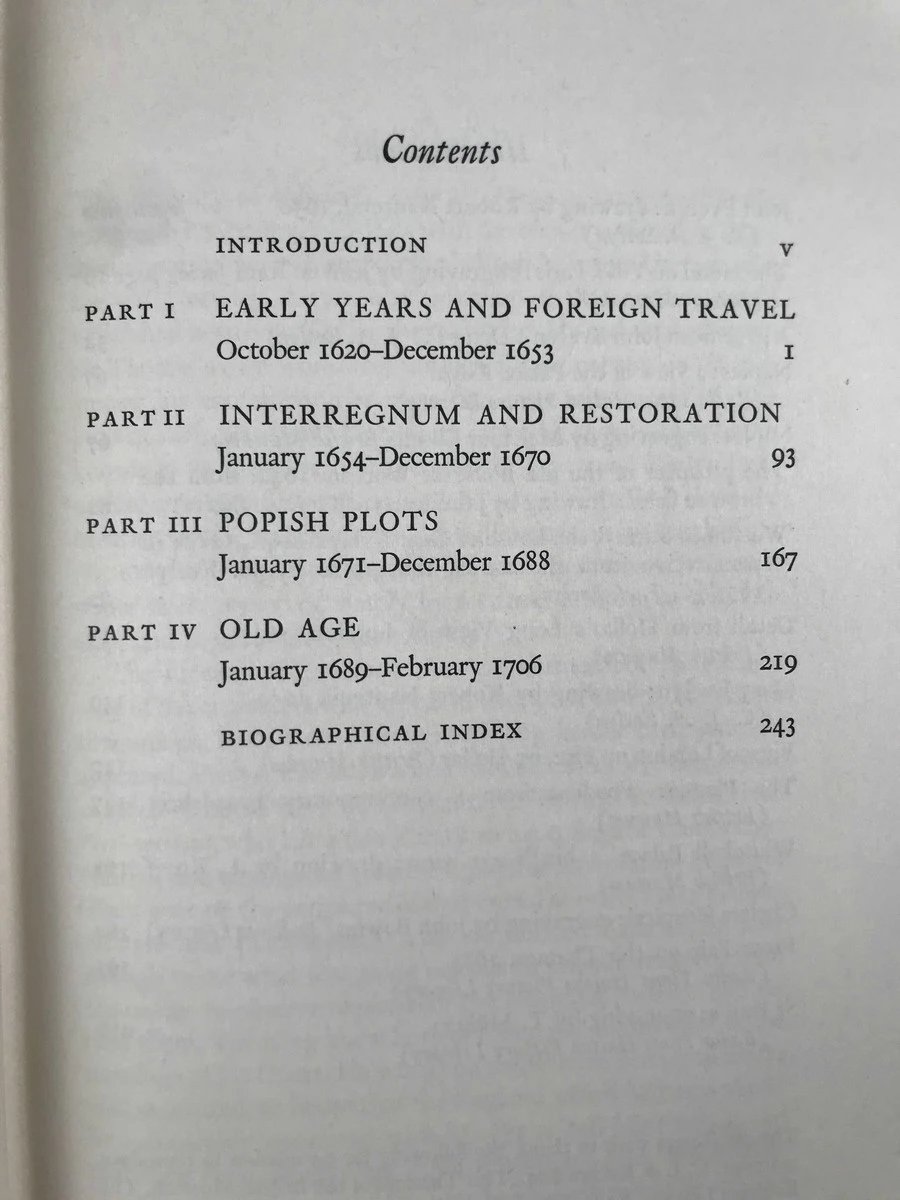 Contents
INTRODUCTION v
PART I EARLY YEARS AND FOREIGN TRAVEL
October 1620–December 1653 1
PART II INTERREGNUM AND RESTORATION
January 1654–December 1670 93
PART III POPISH PLOTS
January 1671–December 1688 167
PART IV OLD AGE
January 1689–February 1706 219
BIOGRAPHICAL INDEX 243